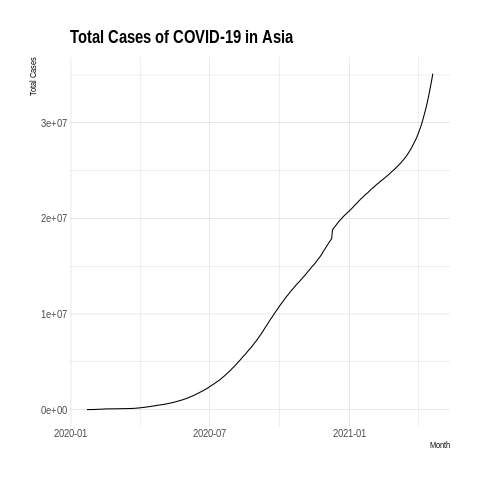 Total Cases of COVID-19 in Asia
Total Cases
3e+07
2e+07
1e+07
0e+00
2020-01 2020-07 2021-01
Month